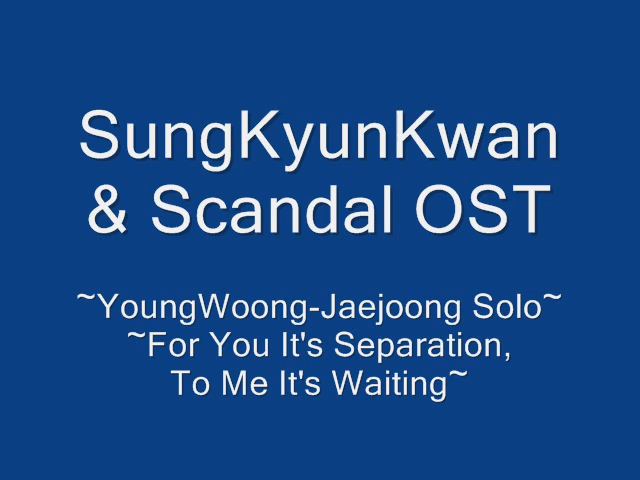 SungKyunKwan
& Scandal OST
~YoungWoong-Jaejoong Solo~
~For You It's Separation,
To Me It's Waiting~